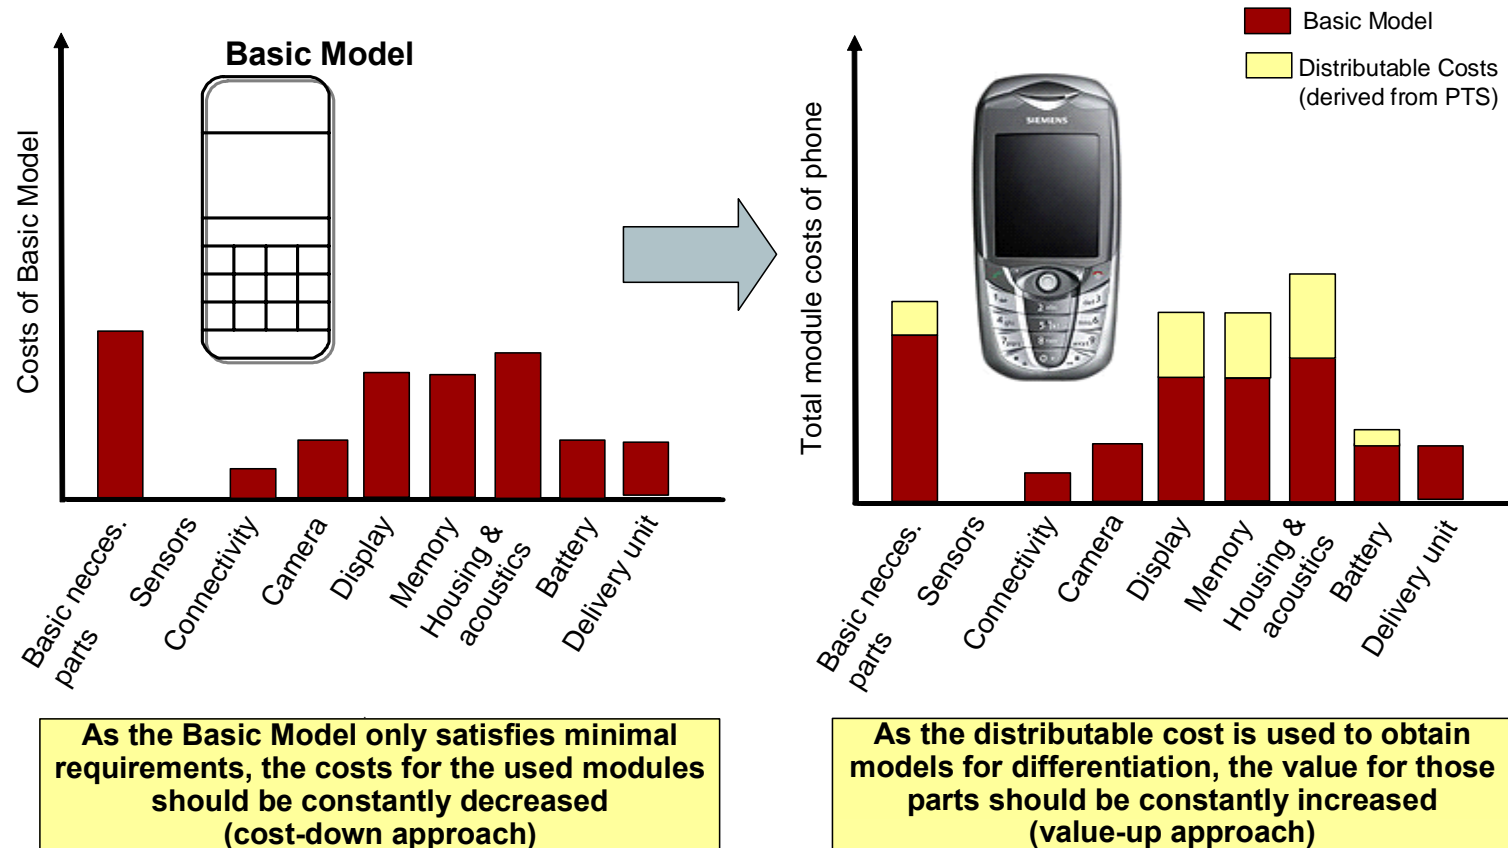 Basic Model
Costs of Basic Model
Basic necces.
parts
Sensors
Connectivity
Camera
Display
Memory
Housing &
acoustics
Battery
Delivery unit
As the Basic Model only satisfies minimal
requirements, the costs for the used modules
should be constantly decreased
(cost-down approach)
Basic Model
Distributable Costs
(derived from PTS)
Total module costs of phone
SIEMENS
Basic necces.
parts
Sensors
Connectivity
Camera
Display
Memory
Housing &
acoustics
Battery
Delivery unit
As the distributable cost is used to obtain
models for differentiation, the value for those
parts should be constantly increased
(value-up approach)